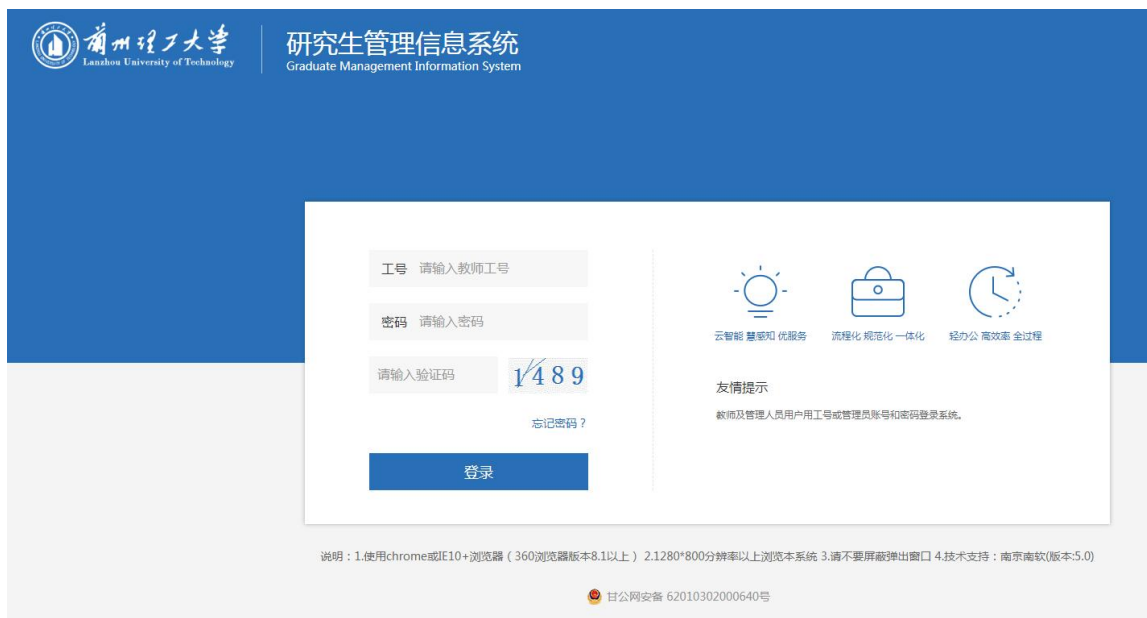 兰州理工大学
Lanzhou University of Technology
研究生管理信息系统
Graduate Management Information System
工号 请输入教师工号
密码 请输入密码
请输入验证码 1489
忘记密码？
登录
云智能 慧感知 优服务 流程化 规范化 一体化 轻办公 高效率 全过程
友情提示
教师及管理人员用户用工号或管理员账号和密码登录系统。
说明：1.使用chrome或IE10+浏览器（360浏览器版本8.1以上） 2.1280*800分辨率以上浏览本系统 3.请不要屏蔽弹出窗口 4.技术支持：南京南软(版本:5.0)
甘公网安备 62010302000640号